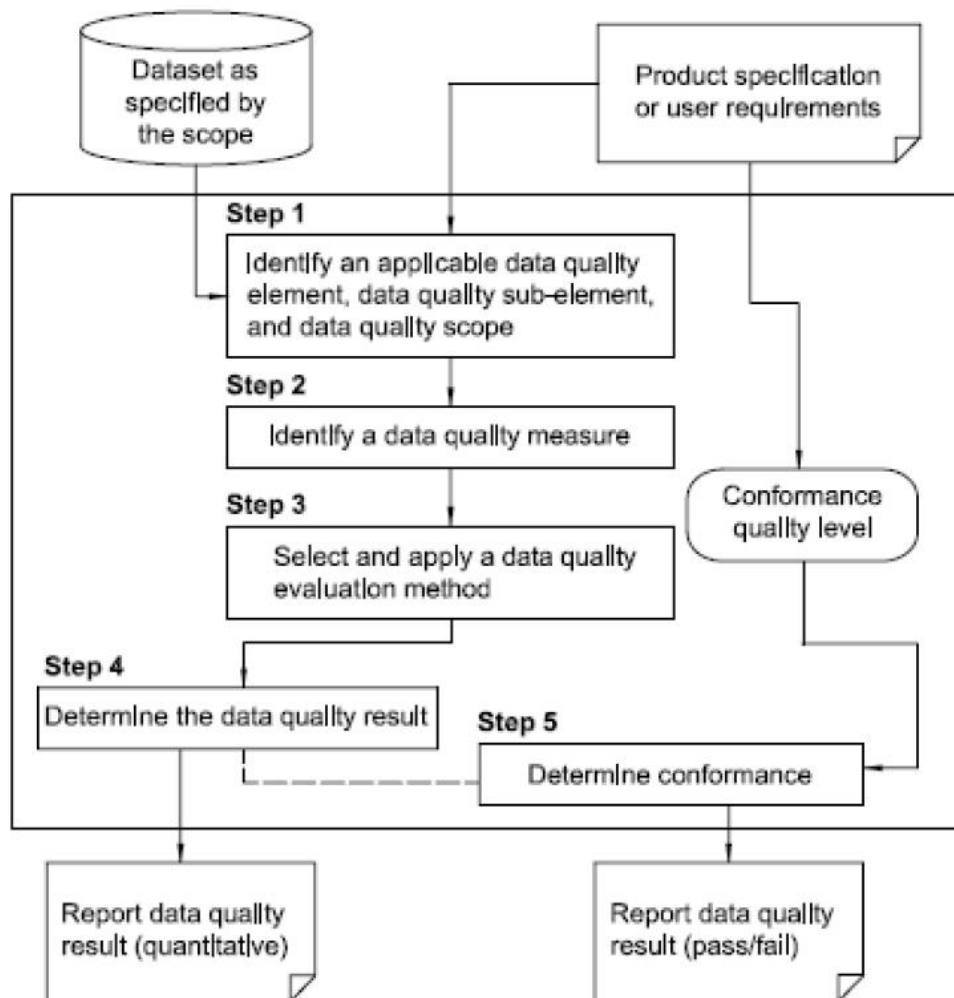 Dataset as
specified by
the scope
Product specification
or user requirements
Step 1
Identify an applicable data quality
element, data quality sub-element,
and data quality scope
Step 2
Identify a data quality measure
Step 3
Select and apply a data quality
evaluation method
Conformance
quality level
Step 4
Determine the data quality result
Step 5
Determine conformance
Report data quality
result (quantitative)
Report data quality
result (pass/fail)